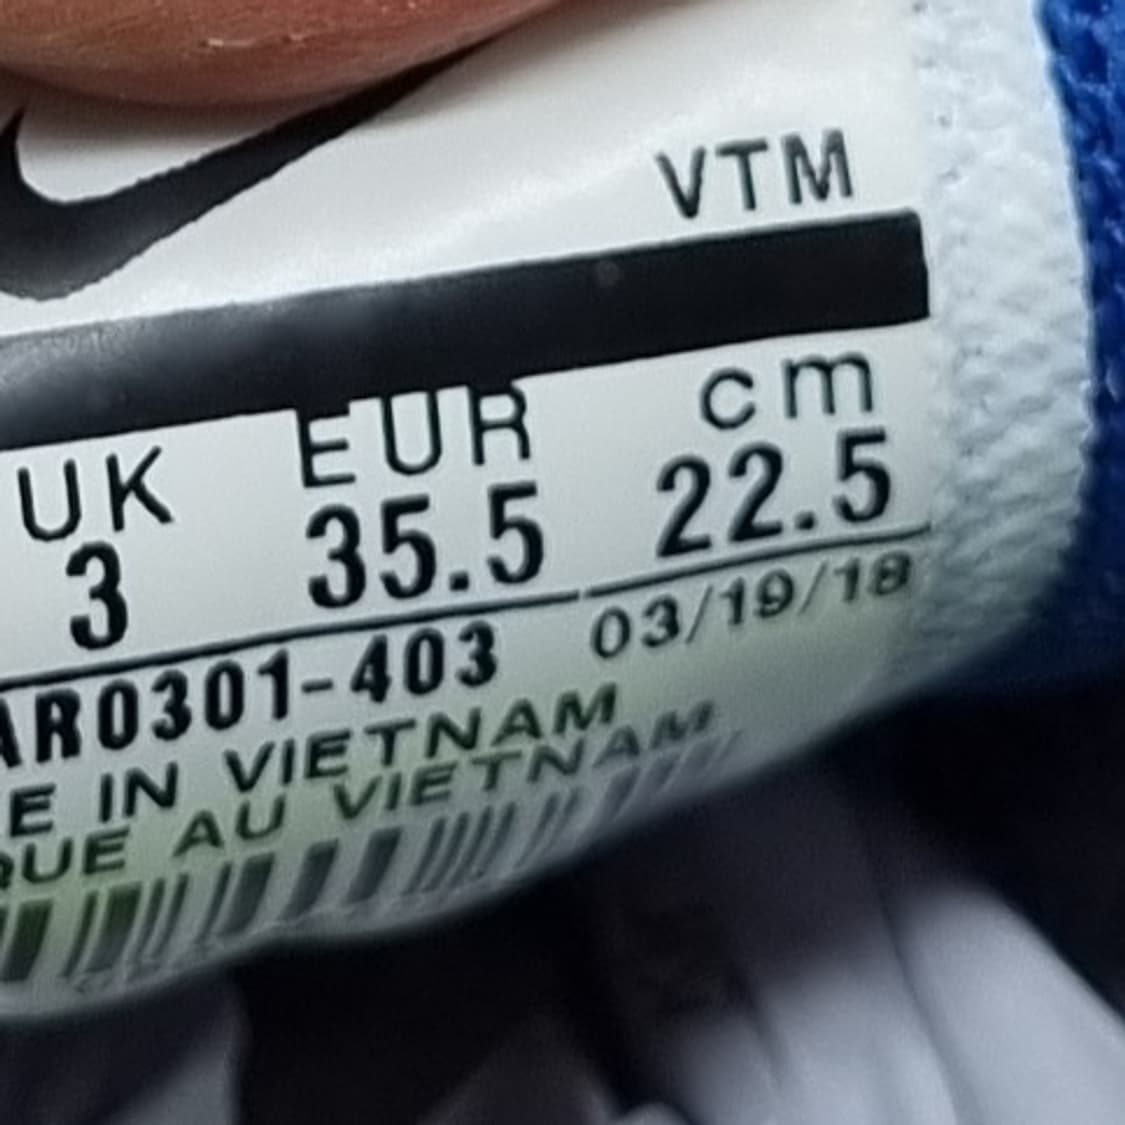 VTM
UK EUR cm
3 35.5 22.5
AR0301-403 03/19/18
E IN VIETNAM
QUE AU VIETNAM